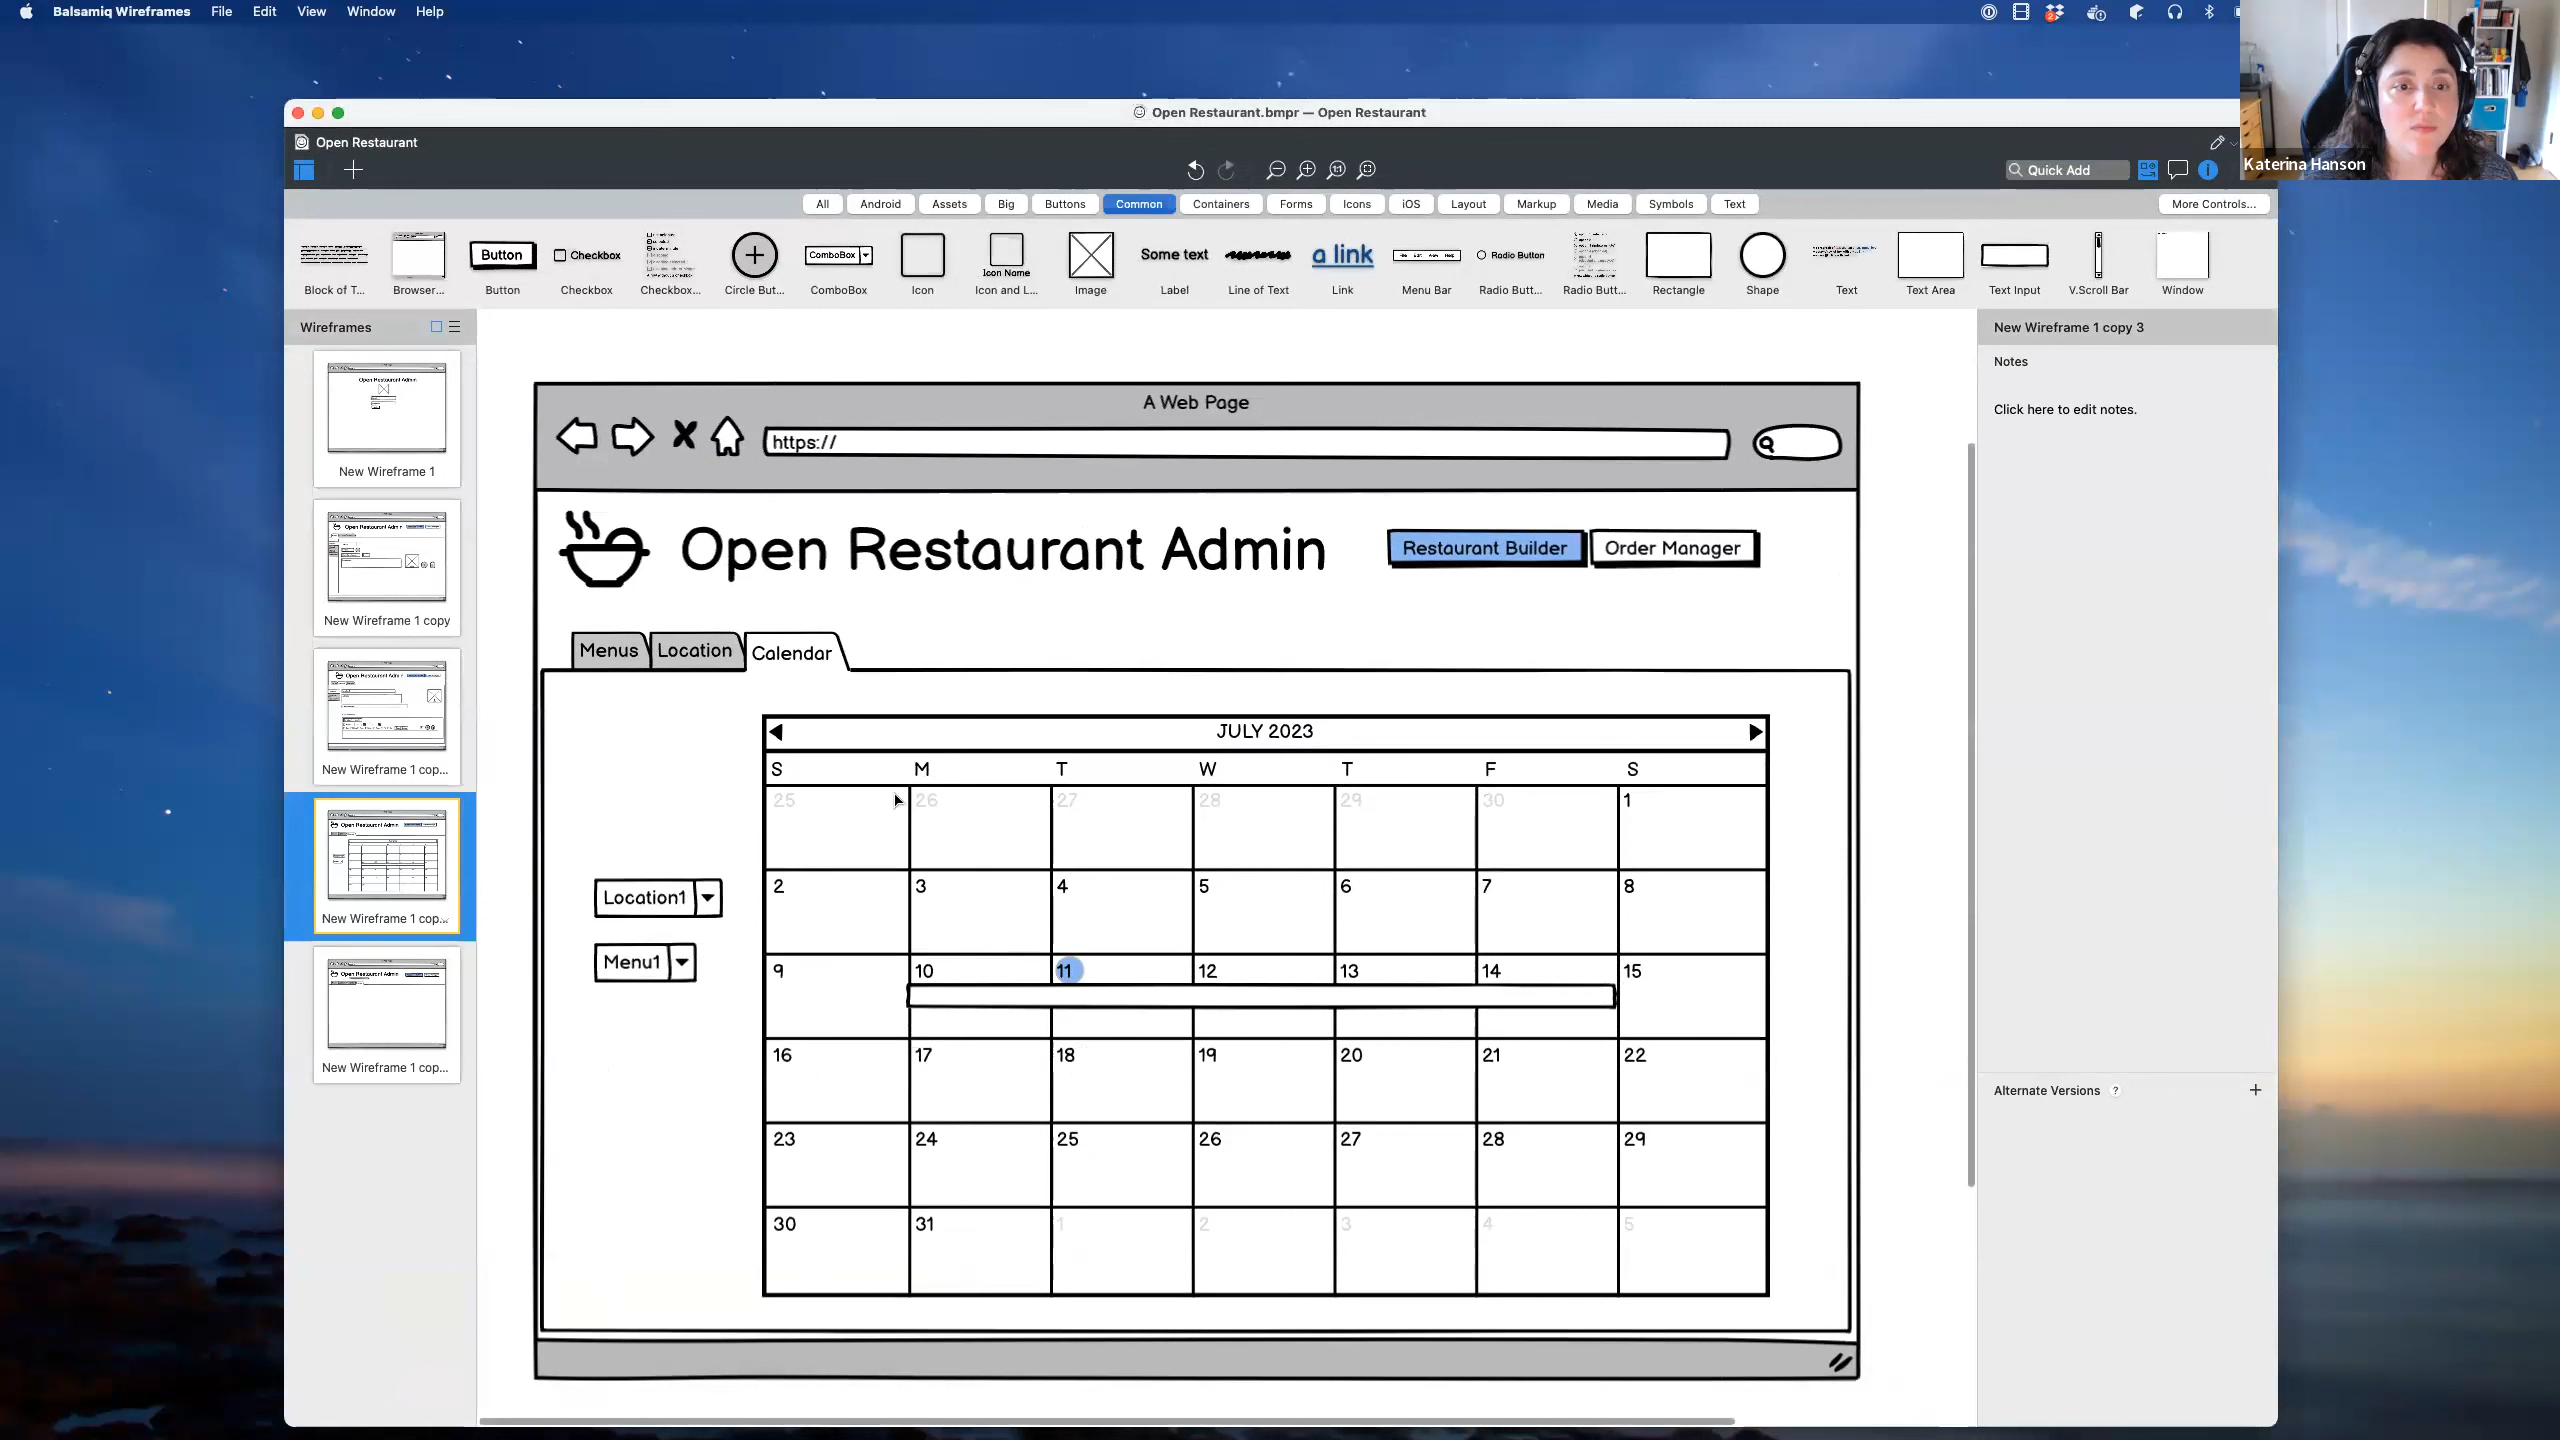 Balsamiq Wireframes File Edit View Window Help
Katerina Hanson
Open Restaurant.bmpr — Open Restaurant
Open Restaurant
Quick Add
All Android Assets Big Buttons Common Containers Forms Icons iOS Layout Markup Media Symbols Text More Controls...
Button Checkbox ComboBox Icon Name Some text a link Radio Button
Block of T... Browser... Button Checkbox Checkbox... Circle But... ComboBox Icon Icon and L... Image Label Line of Text Link Menu Bar Radio Butt... Radio Butt... Rectangle Shape Text Text Area Text Input V.Scroll Bar Window
Wireframes
New Wireframe 1
New Wireframe 1 copy
New Wireframe 1 cop...
New Wireframe 1 cop...
New Wireframe 1 cop...
A Web Page
https://
Open Restaurant Admin
Restaurant Builder Order Manager
Menus Location Calendar
Location1
Menu1
JULY 2023
S M T W T F S
25 26 27 28 29 30 1
2 3 4 5 6 7 8
9 10 11 12 13 14 15
16 17 18 19 20 21 22
23 24 25 26 27 28 29
30 31 1 2 3 4 5
New Wireframe 1 copy 3
Notes
Click here to edit notes.
Alternate Versions ?